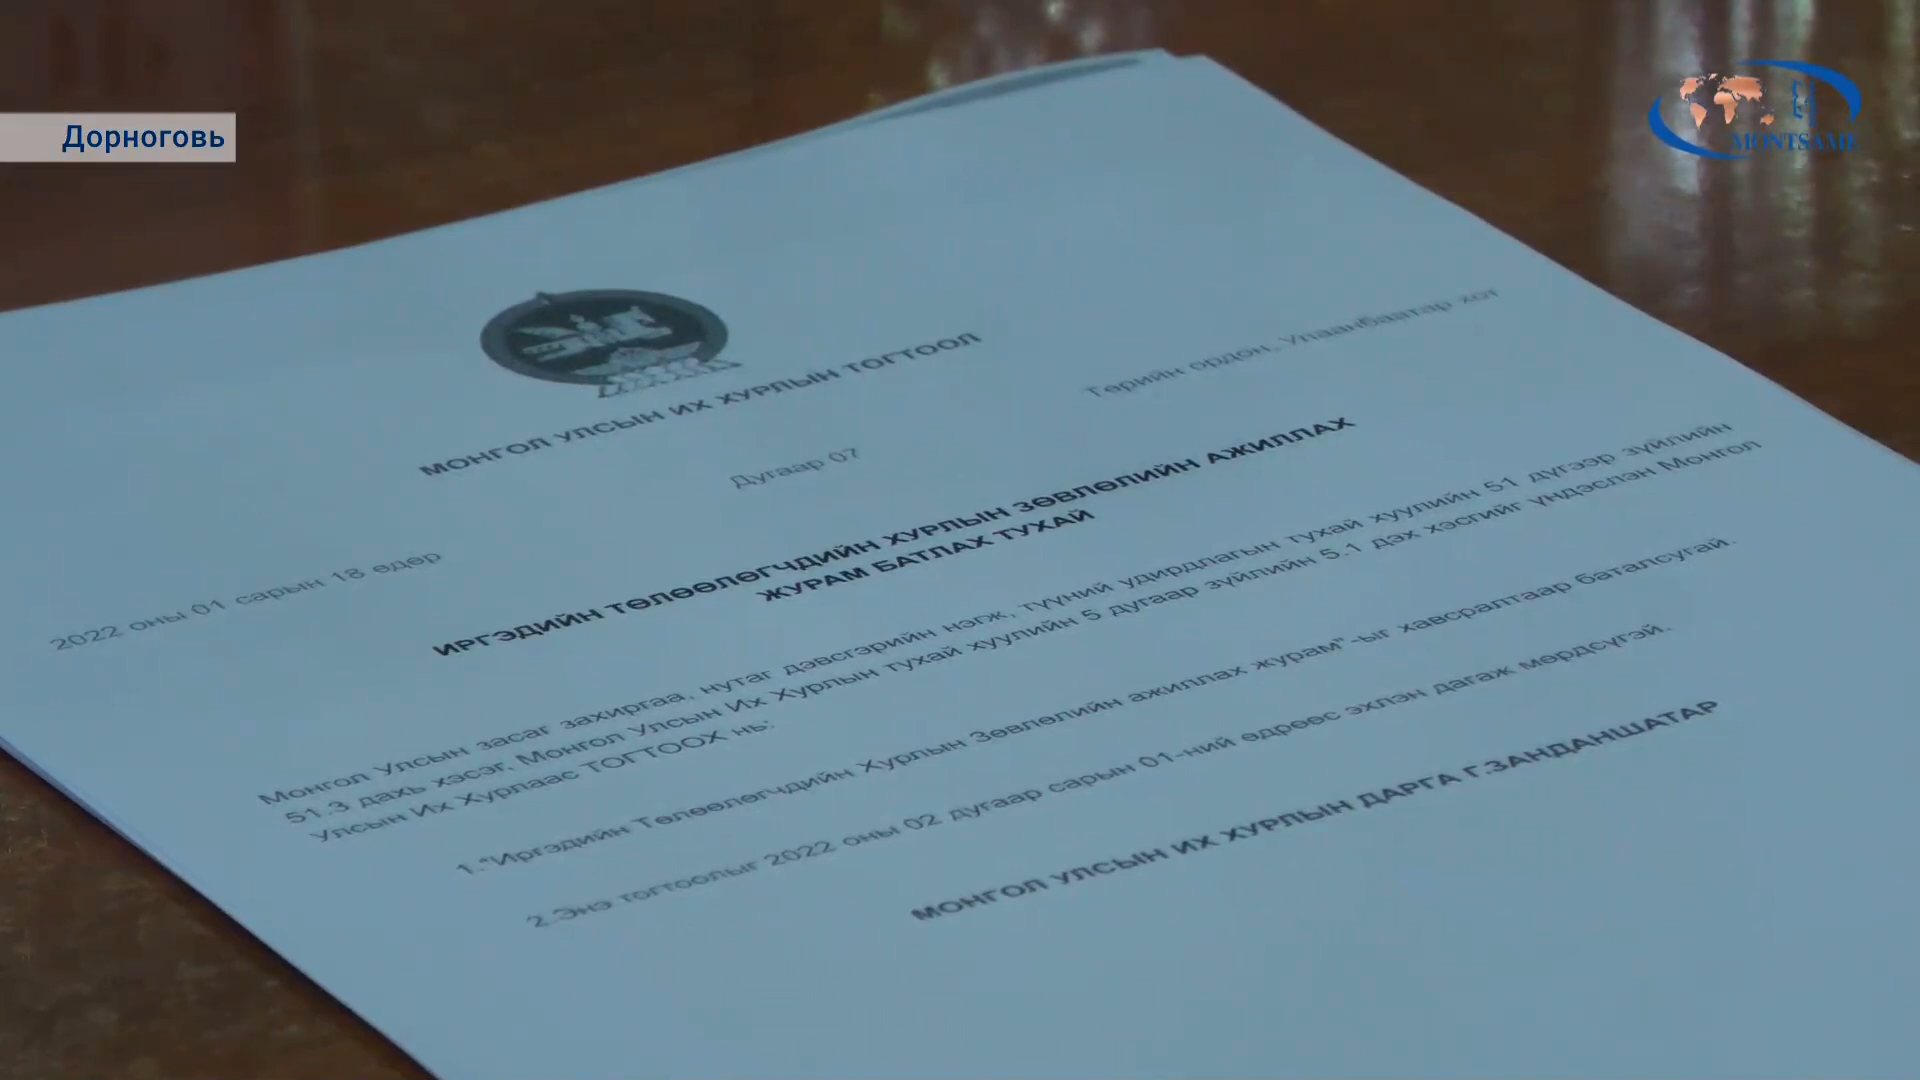 Дорноговь
MONTSAME
МОНГОЛ УЛСЫН ИХ ХУРЛЫН ТОГТООЛ
2022 оны 01 сарын 18 өдөр
Дугаар 07
Төрийн ордон, Улаанбаатар хот
ИРГЭДИЙН ТӨЛӨӨЛӨГЧДИЙН ХУРЛЫН ЗӨВЛӨЛИЙН АЖИЛЛАХ
ЖУРАМ БАТЛАХ ТУХАЙ
Монгол Улсын засаг захиргаа, нутаг дэвсгэрийн нэгж, түүний удирдлагын тухай хуулийн 51 дүгээр зүйлийн
51.3 дахь хэсэг, Монгол Улсын Их Хурлын тухай хуулийн 5 дугаар зүйлийн 5.1 дэх хэсгийг үндэслэн Монгол
Улсын Их Хурлаас ТОГТООХ нь:
1."Иргэдийн Төлөөлөгчдийн Хурлын Зөвлөлийн ажиллах журам"-ыг хавсралтаар баталсугай.
2.Энэ тогтоолыг 2022 оны 02 дугаар сарын 01-ний өдрөөс эхлэн дагаж мөрдсүгэй.
МОНГОЛ УЛСЫН ИХ ХУРЛЫН ДАРГА Г.ЗАНДАНШАТАР